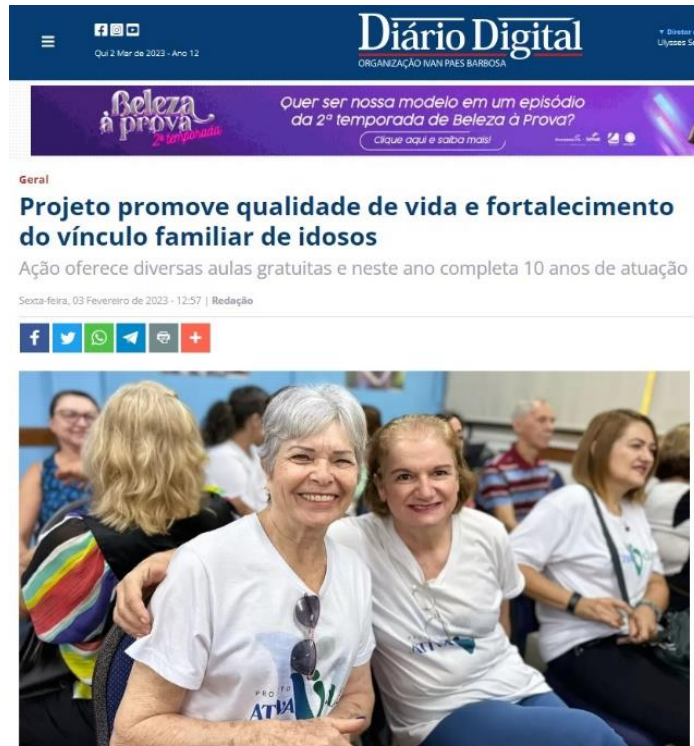 Qui 2 Mar de 2023 - Ano 12
Diário Digital
ORGANIZAÇÃO IVAN PAES BARBOSA
Diretor
Ulysses
Beleza
à prova
2ª temporada
Quer ser nossa modelo em um episódio
da 2ª temporada de Beleza à Prova?
Clique aqui e saiba mais!
Geral
Projeto promove qualidade de vida e fortalecimento
do vínculo familiar de idosos
Ação oferece diversas aulas gratuitas e neste ano completa 10 anos de atuação
Sexta-feira, 03 Fevereiro de 2023 - 12:57 | Redação
PROJETO
ATIVA